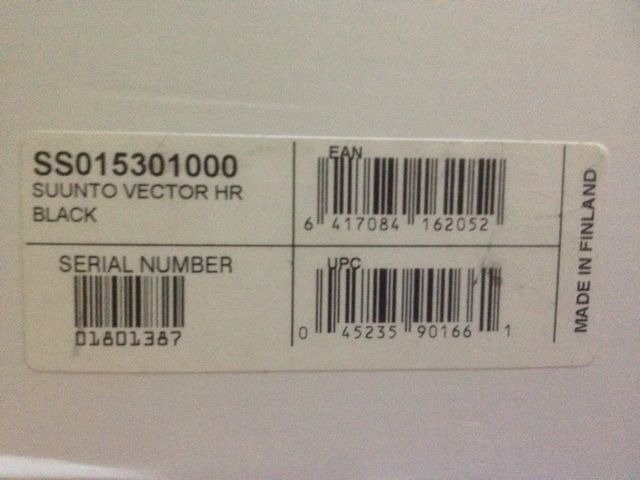 SS015301000
SUUNTO VECTOR HR
BLACK
EAN
6 417084 162052
SERIAL NUMBER
01801387
UPC
0 45235 90166 1
MADE IN FINLAND